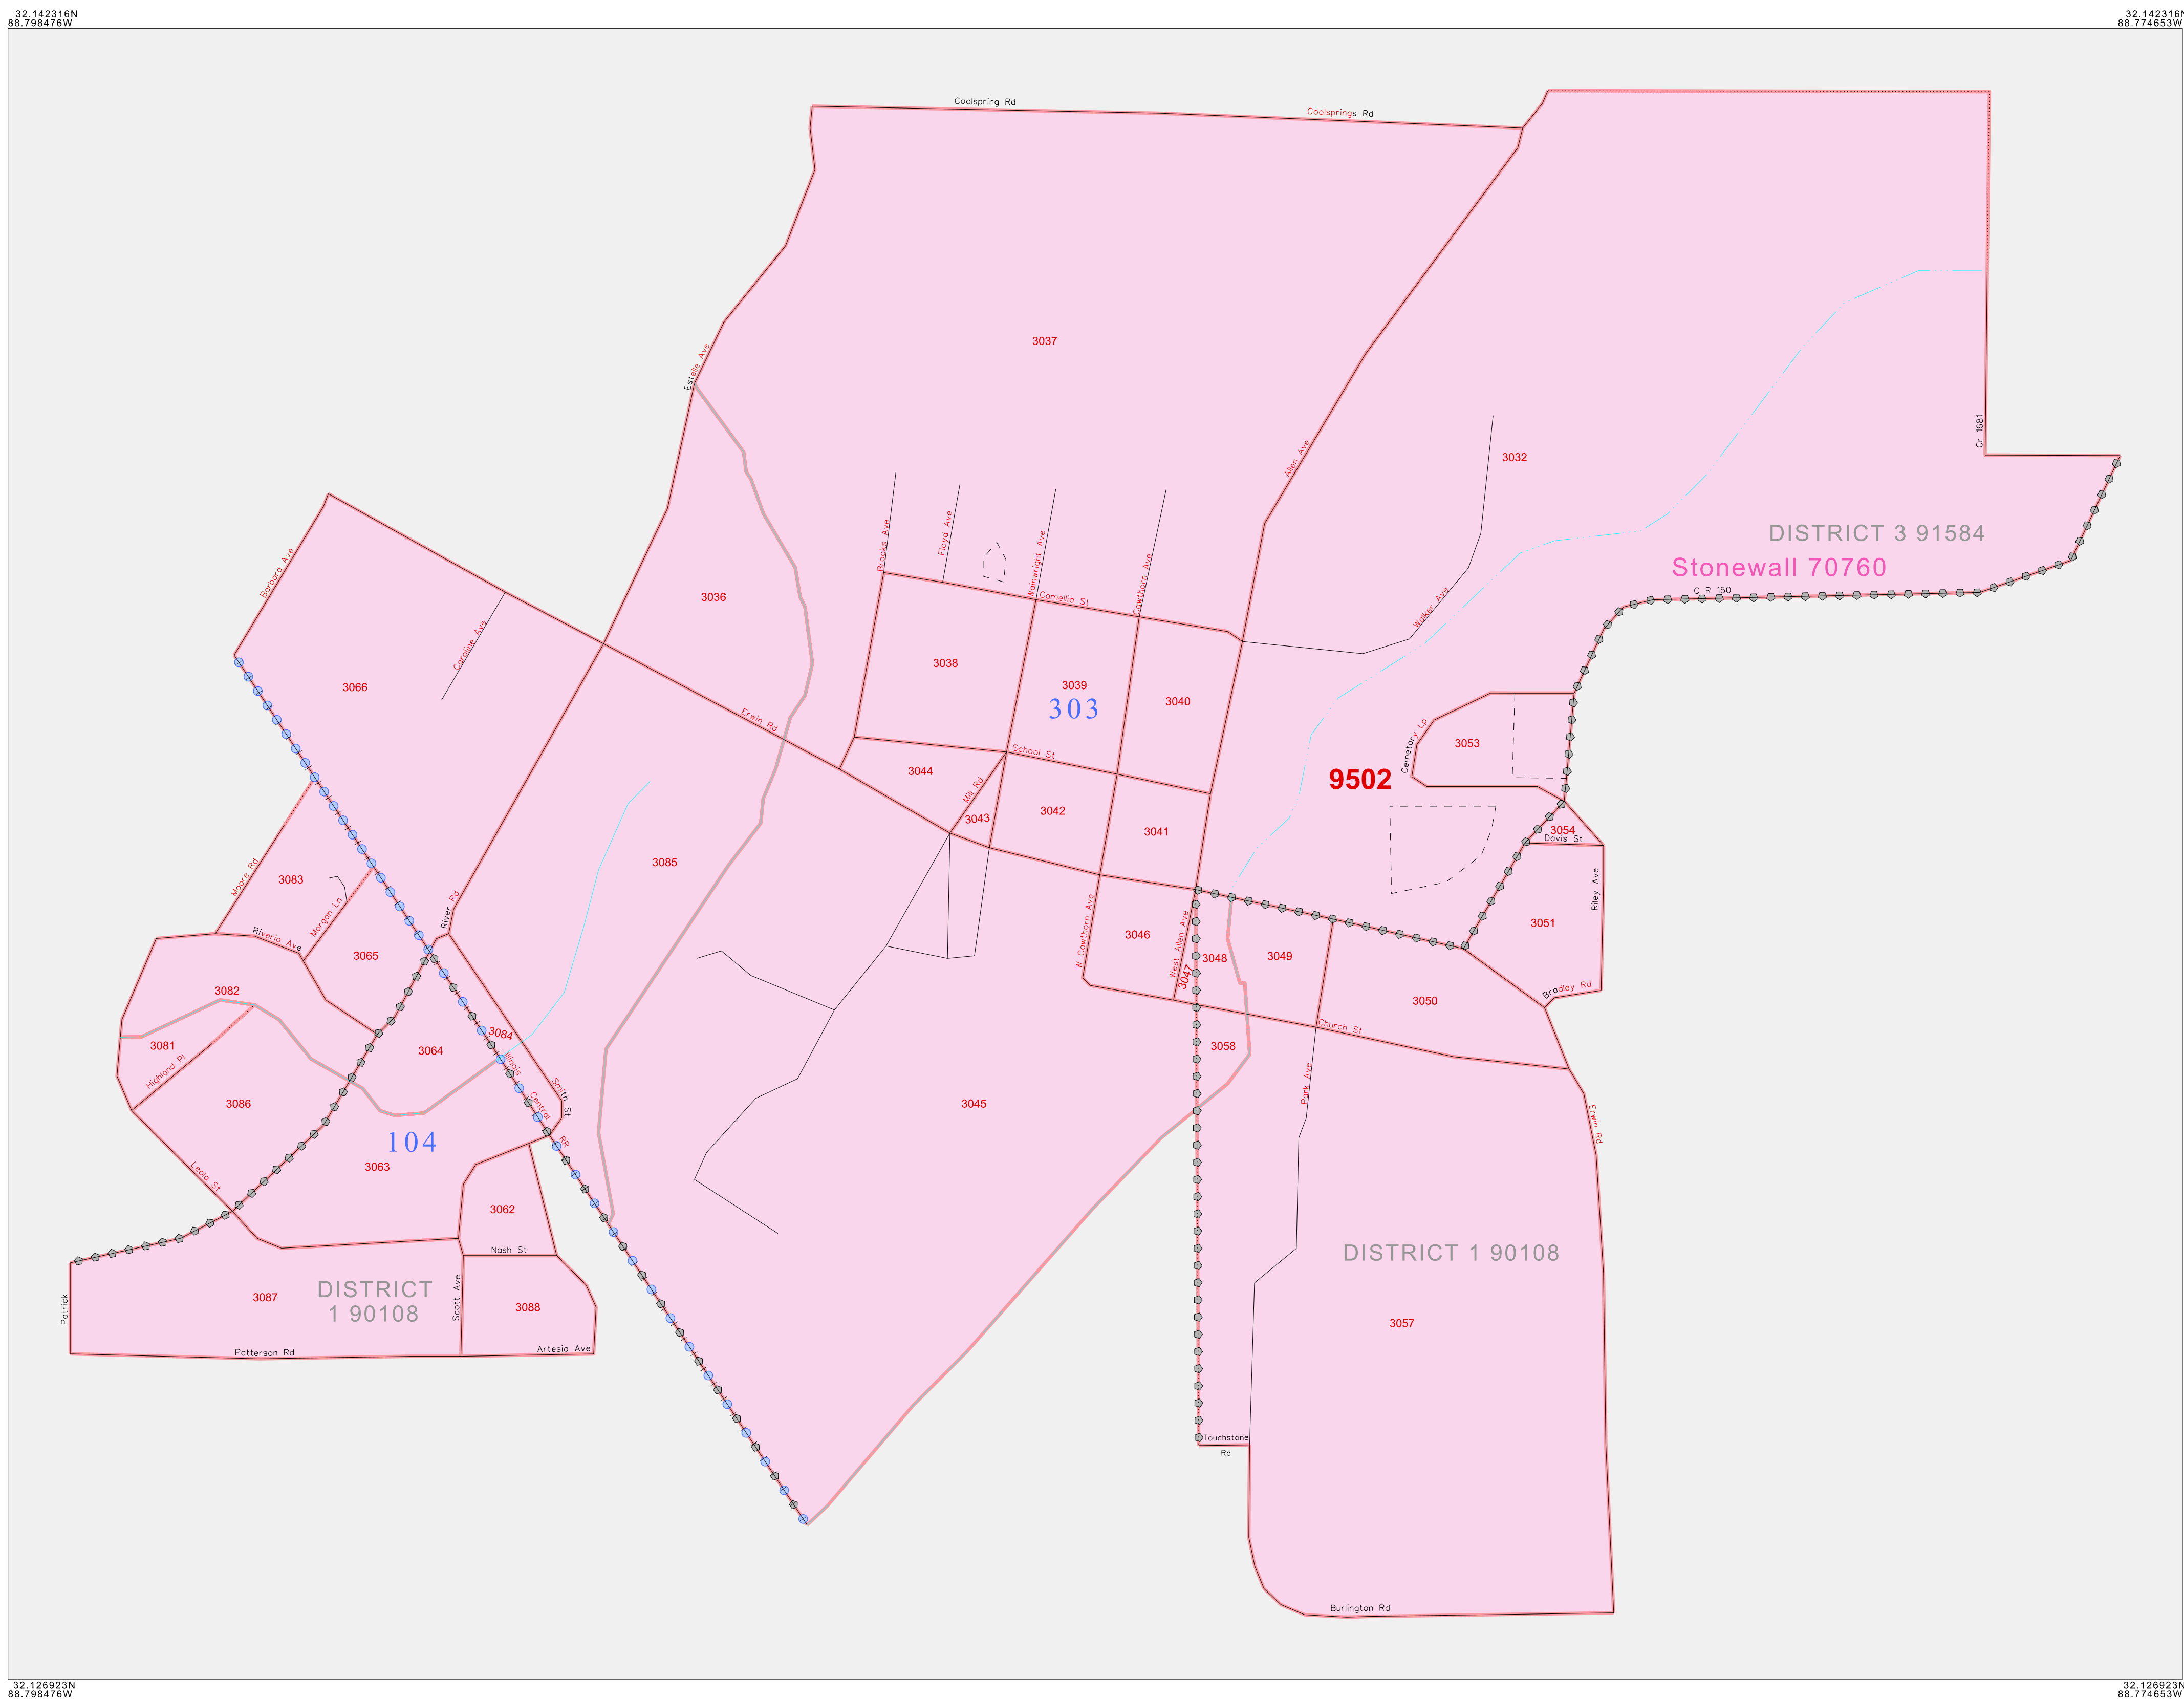 32.142316N
88.798476W
32.142316N
88.774653W
Coolspring Rd
Coolsprings Rd
3037
Estelle Ave
Cr 1681
Allen Ave
3032
DISTRICT 3 91584
Stonewall 70760
C R 150
Barbara Ave
Brooks Ave
Floyd Ave
Wainwright Ave
Cawthorn Ave
Camellia St
Walker Ave
3036
Caroline Ave
3066
3038
3039
303
3040
Erwin Rd
School St
Cemetary Lp
3053
9502
3044
Mill Rd
3043
3042
3041
3054
Davis St
3085
Moore Rd
3083
Morgan Ln
River Rd
Riley Ave
Riveria Ave
3065
W Cawthorn Ave
3046
West Allen Ave
3047
3048
3049
3051
Bradley Rd
3050
3082
3081
Highland Pl
3084
3064
Illinois Central RR
Smith St
Church St
3058
Park Ave
3086
104
3045
Erwin Rd
3063
Leola St
3062
Nash St
DISTRICT 1 90108
3087
DISTRICT
1 90108
Scott Ave
3088
Patrick
Patterson Rd
Artesia Ave
3057
Touchstone
Rd
Burlington Rd
32.126923N
88.798476W
32.126923N
88.774653W